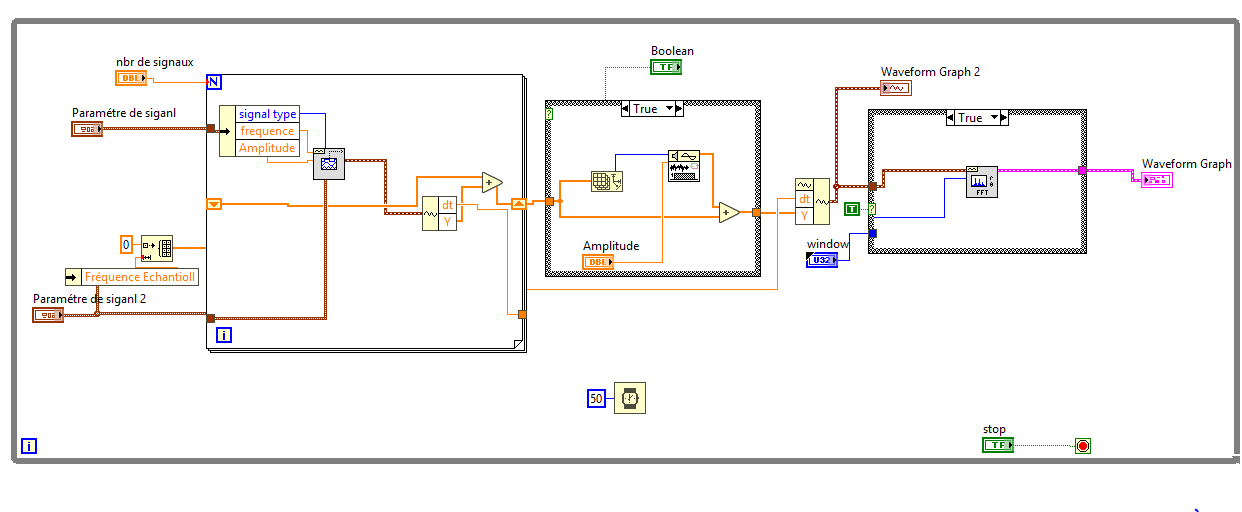 nbr de signaux
DBL
N
Paramétre de siganl
signal type
frequence
Amplitude
dt
Y
0
Fréquence Echantioll
Paramétre de siganl 2
i
Boolean
TF
True
?
Amplitude
DBL
dt
Y
Waveform Graph 2
True
FFT
T
?
window
U32
Waveform Graph
50
stop
TF
i